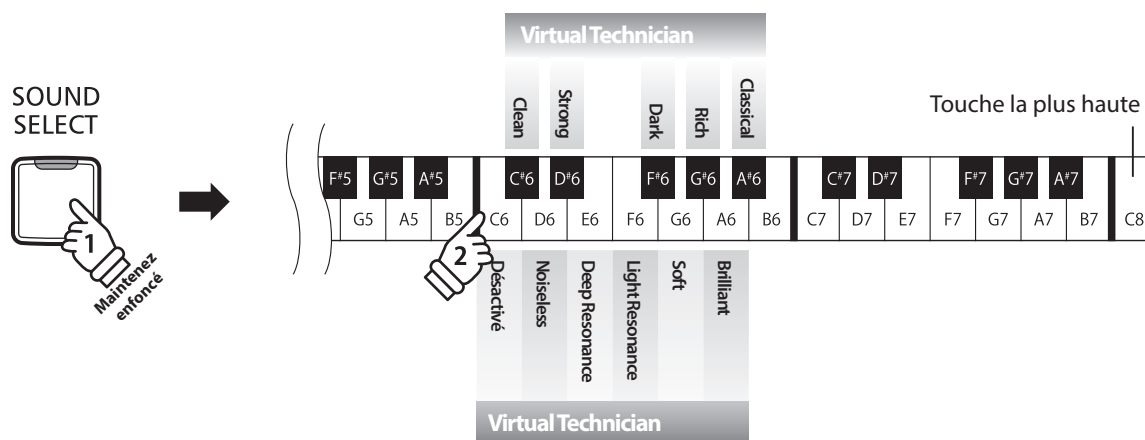 Virtual Technician
Clean
Strong
Dark
Rich
Classical
SOUND
SELECT
Touche la plus haute
F#5 G#5 A#5 C#6 D#6 F#6 G#6 A#6 C#7 D#7 F#7 G#7 A#7
G5 A5 B5 C6 D6 E6 F6 G6 A6 B6 C7 D7 E7 F7 G7 A7 B7 C8
1
Maintenez
enfoncé
2
Désactivé
Noiseless
Deep Resonance
Light Resonance
Soft
Brilliant
Virtual Technician